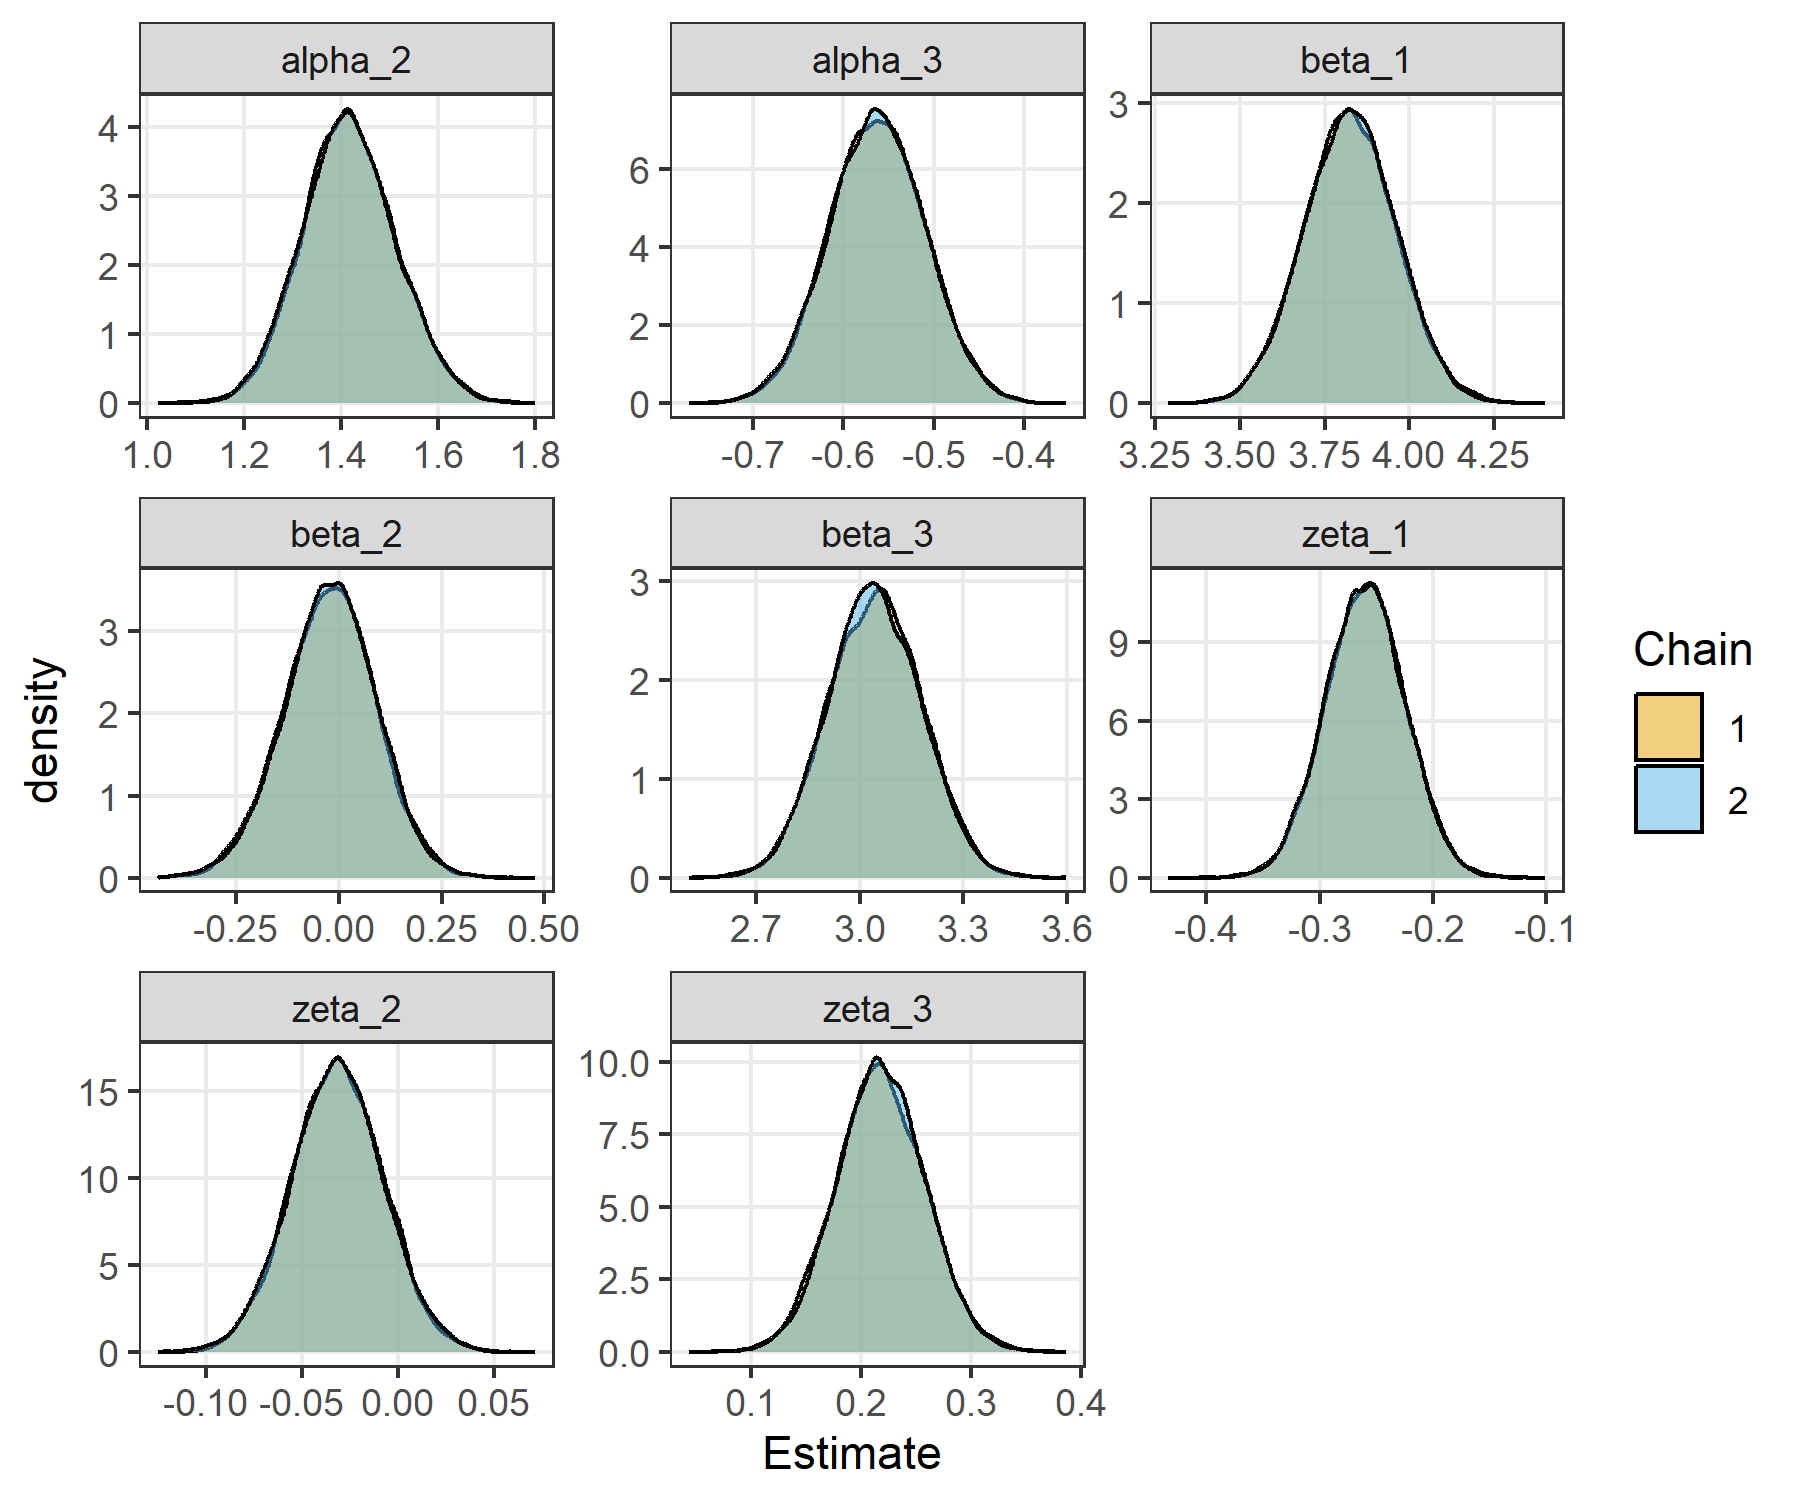 alpha_2 alpha_3 beta_1
4 3 2 1 0
6 4 2 0
3 2 1 0
1.0 1.2 1.4 1.6 1.8
-0.7 -0.6 -0.5 -0.4
3.25 3.50 3.75 4.00 4.25
beta_2 beta_3 zeta_1
3 2 1 0
3 2 1 0
9 6 3 0
-0.25 0.00 0.25 0.50
2.7 3.0 3.3 3.6
-0.4 -0.3 -0.2 -0.1
zeta_2 zeta_3
15 10 5 0
10.0 7.5 5.0 2.5 0.0
-0.10 -0.05 0.00 0.05
0.1 0.2 0.3 0.4
density
Estimate
Chain
1
2